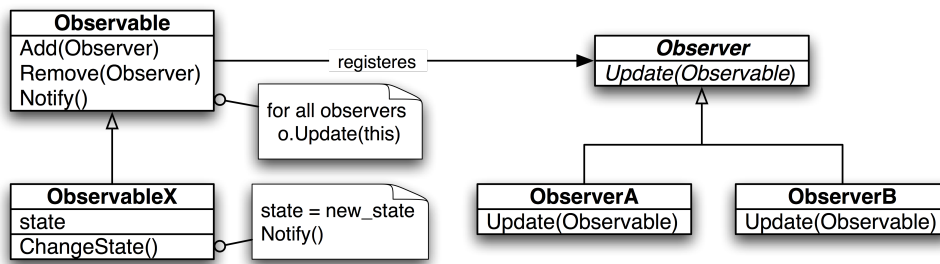 Observable
Add(Observer)
Remove(Observer)
Notify()
registeres
Observer
Update(Observable)
for all observers
o.Update(this)
ObservableX
state
ChangeState()
state = new_state
Notify()
ObserverA
Update(Observable)
ObserverB
Update(Observable)